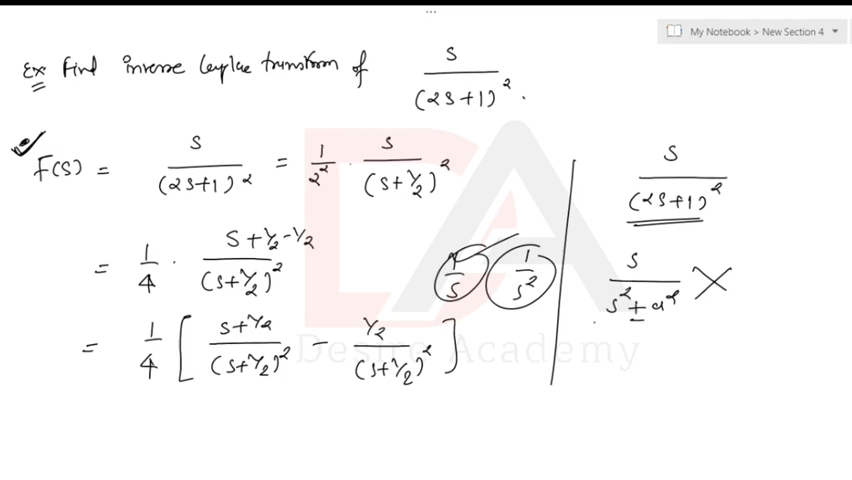 My Notebook > New Section 4
Ex Find inverse Laplace transform of s/(2s+1)².
F(s) = s/(2s+1)² = 1/2² · s/(s+1/2)²
= 1/4 · (s+1/2-1/2)/(s+1/2)²
= 1/4 [ (s+1/2)/(s+1/2)² - (1/2)/(s+1/2)² ]
1/s 1/s²
s/(2s+1)²
s/(s²+a²) ×
Desire Academy